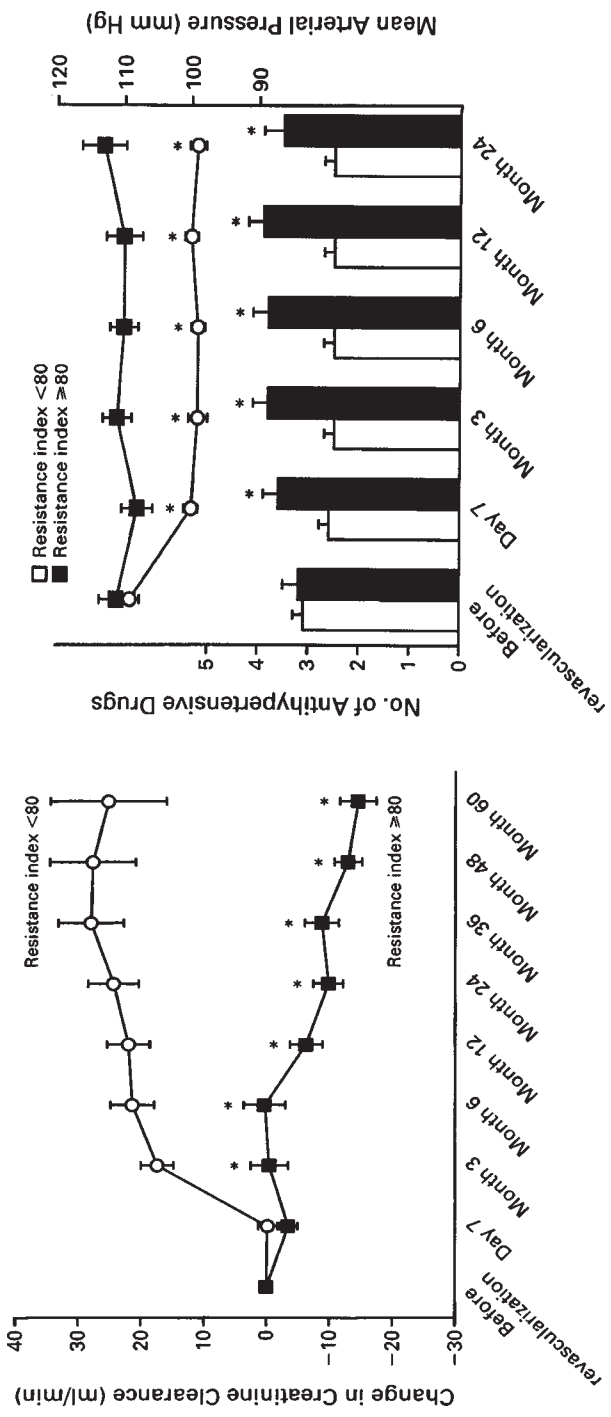 Change in Creatinine Clearance (ml/min)
40
30
20
10
0
−10
−20
−30
Resistance index <80
* * * * * * *
Resistance index ≥80
Before revascularization
Day 7
Month 3
Month 6
Month 12
Month 24
Month 36
Month 48
Month 60
Resistance index <80
Resistance index ≥80
No. of Antihypertensive Drugs
5
4
3
2
1
0
Mean Arterial Pressure (mm Hg)
120
110
100
90
* * * * *
* * * * *
Before revascularization
Day 7
Month 3
Month 6
Month 12
Month 24